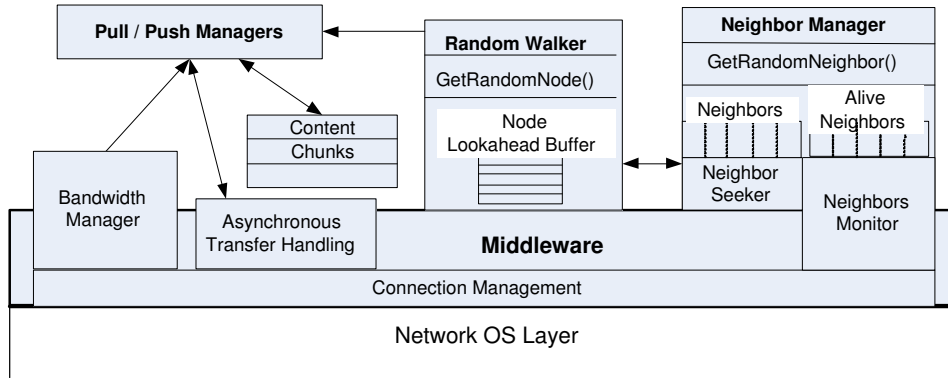 Pull / Push Managers
Random Walker
GetRandomNode()
Node
Lookahead Buffer
Neighbor Manager
GetRandomNeighbor()
Neighbors
Alive
Neighbors
Content
Chunks
Bandwidth
Manager
Asynchronous
Transfer Handling
Neighbor
Seeker
Neighbors
Monitor
Middleware
Connection Management
Network OS Layer